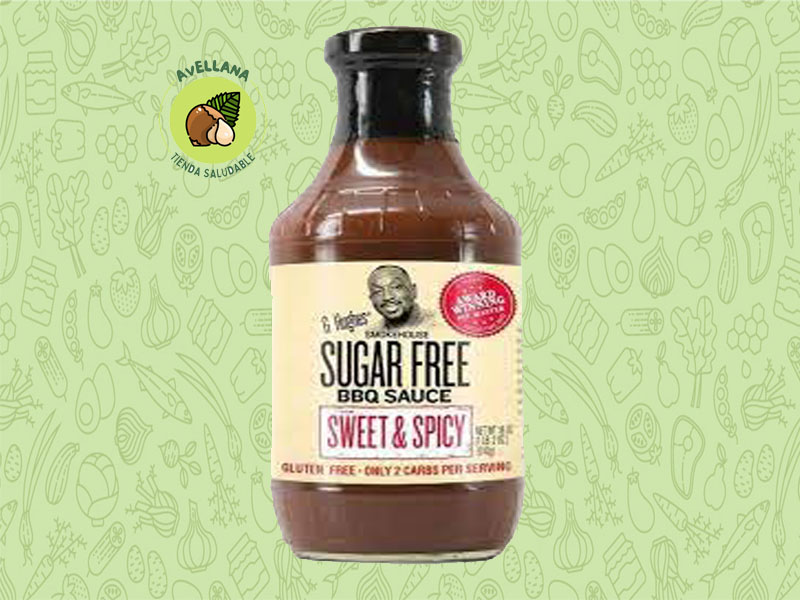 AVELLANA
TIENDA SALUDABLE
G Hughes
SMOKEHOUSE
AWARD
WINNING
SUGAR FREE
BBQ SAUCE
SWEET & SPICY
GLUTEN FREE · ONLY 2 CARBS PER SERVING